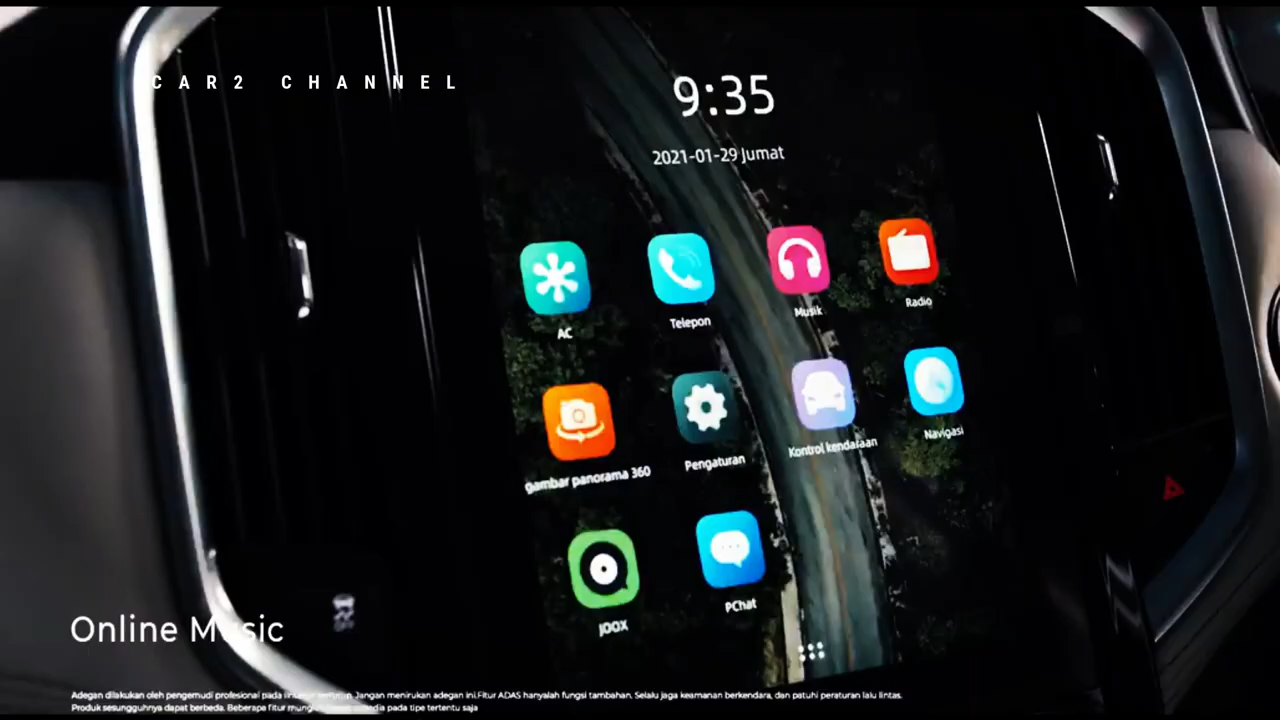 CAR2 CHANNEL
9:35
2021-01-29 Jumat
AC
Telepon
Musik
Radio
gambar panorama 360
Pengaturan
Kontrol kendaraan
Navigasi
JOOX
PChat
Online Music
Adegan dilakukan oleh pengemudi profesional pada Jangan menirukan adegan ini.Fitur ADAS hanyalah fungsi tambahan. Selalu jaga keamanan berkendara, dan patuhi peraturan lalu lintas.
Produk sesungguhnya dapat berbeda. Beberapa fitur pada tipe tertentu saja